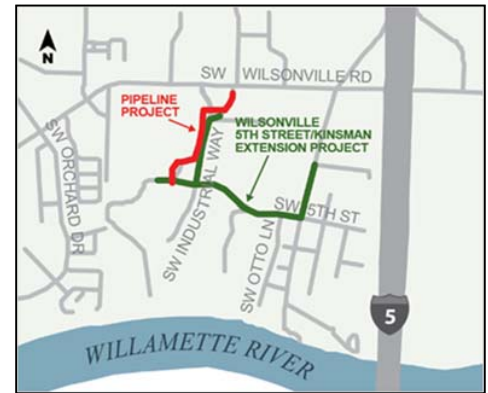 N
SW WILSONVILLE RD
PIPELINE
PROJECT
WILSONVILLE
5TH STREET/KINSMAN
EXTENSION PROJECT
SW ORCHARD DR
SW INDUSTRIAL WAY
SW OTTO LN
SW 5TH ST
5
WILLAMETTE RIVER